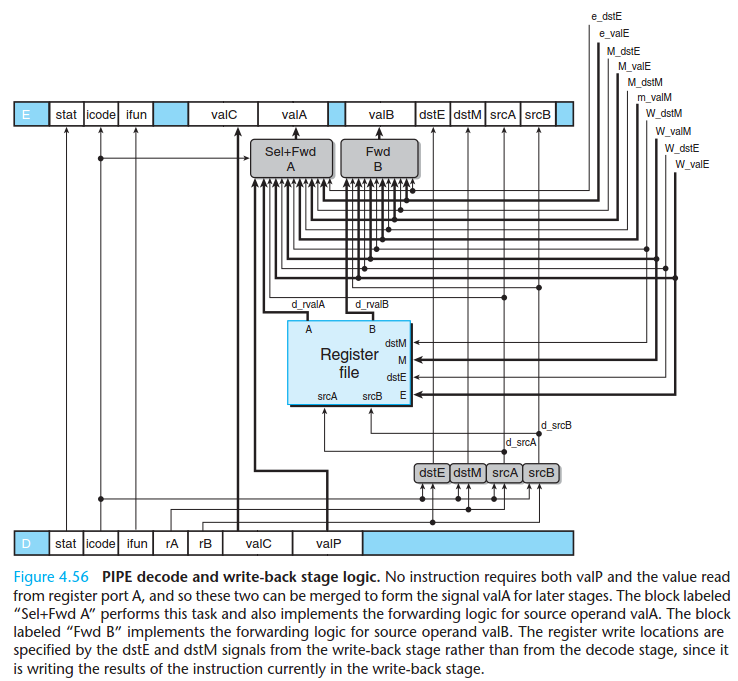 e_dstE
e_valE
M_dstE
M_valE
M_dstM
m_valM
W_dstM
W_valM
W_dstE
W_valE
E stat icode ifun valC valA valB dstE dstM srcA srcB
Sel+Fwd
A
Fwd
B
d_rvalA d_rvalB
A B
dstM
Register
file
M
dstE
srcA srcB E
d_srcB
d_srcA
dstE dstM srcA srcB
D stat icode ifun rA rB valC valP
Figure 4.56 PIPE decode and write-back stage logic. No instruction requires both valP and the value read
from register port A, and so these two can be merged to form the signal valA for later stages. The block labeled
“Sel+Fwd A” performs this task and also implements the forwarding logic for source operand valA. The block
labeled “Fwd B” implements the forwarding logic for source operand valB. The register write locations are
specified by the dstE and dstM signals from the write-back stage rather than from the decode stage, since it
is writing the results of the instruction currently in the write-back stage.